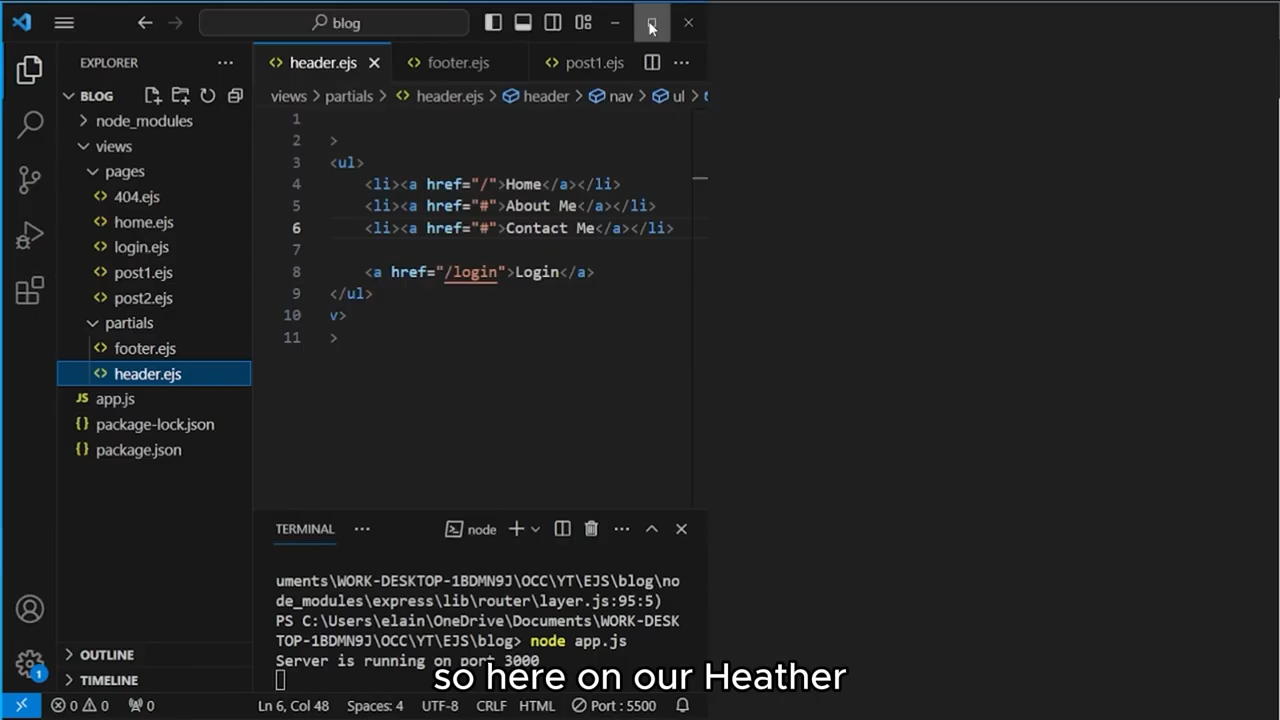 blog
EXPLORER
header.ejs
footer.ejs
post1.ejs
BLOG
views
partials
header.ejs
header
nav
ul
node_modules
views
pages
404.ejs
home.ejs
login.ejs
post1.ejs
post2.ejs
partials
footer.ejs
header.ejs
JS app.js
{} package-lock.json
{} package.json
1
2 >
3 <ul>
4 <li><a href="/">Home</a></li>
5 <li><a href="#">About Me</a></li>
6 <li><a href="#">Contact Me</a></li>
7
8 <a href="/login">Login</a>
9 </ul>
10 v>
11 >
TERMINAL
node
uments\WORK-DESKTOP-1BDMN9J\OCC\YT\EJS\blog\no
de_modules\express\lib\router\layer.js:95:5)
PS C:\Users\elain\OneDrive\Documents\WORK-DESK
TOP-1BDMN9J\OCC\YT\EJS\blog> node app.js
Server is running on port 3000
OUTLINE
TIMELINE
1
so here on our Heather
0 0 0 Ln 6, Col 48 Spaces: 4 UTF-8 CRLF HTML Port : 5500